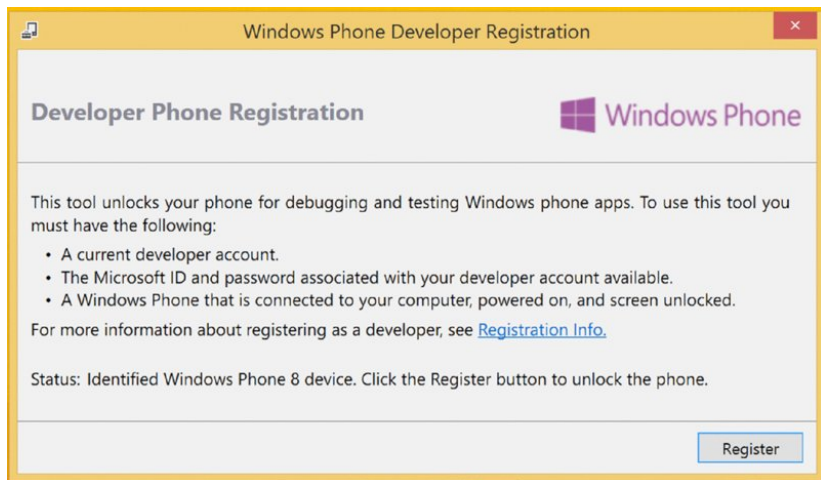 Windows Phone Developer Registration
Developer Phone Registration
Windows Phone
This tool unlocks your phone for debugging and testing Windows phone apps. To use this tool you
must have the following:
• A current developer account.
• The Microsoft ID and password associated with your developer account available.
• A Windows Phone that is connected to your computer, powered on, and screen unlocked.
For more information about registering as a developer, see Registration Info.
Status: Identified Windows Phone 8 device. Click the Register button to unlock the phone.
Register